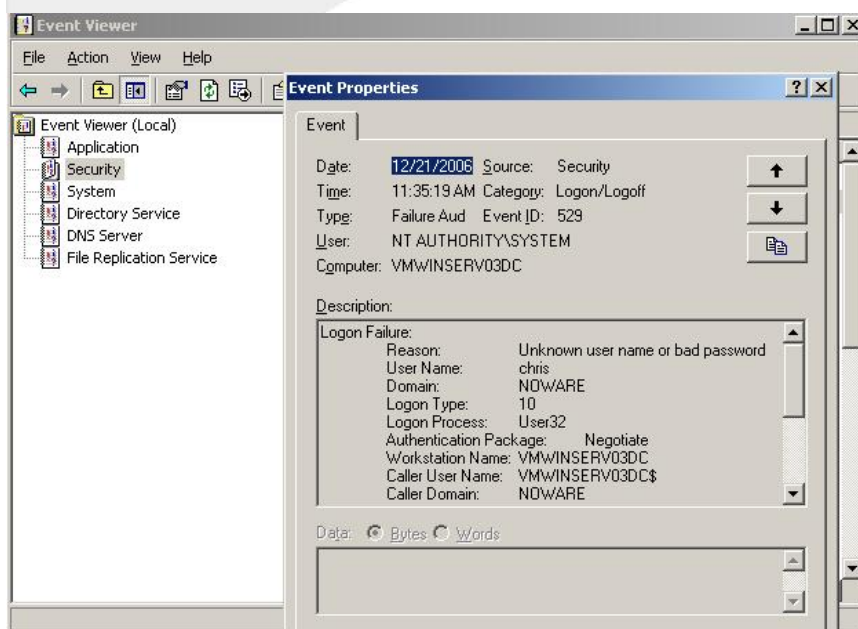 Event Viewer
File Action View Help
Event Viewer (Local)
Application
Security
System
Directory Service
DNS Server
File Replication Service
Event Properties
Event
Date: 12/21/2006 Source: Security
Time: 11:35:19 AM Category: Logon/Logoff
Type: Failure Aud Event ID: 529
User: NT AUTHORITY\SYSTEM
Computer: VMWINSERV03DC
Description:
Logon Failure:
Reason: Unknown user name or bad password
User Name: chris
Domain: NOWARE
Logon Type: 10
Logon Process: User32
Authentication Package: Negotiate
Workstation Name: VMWINSERV03DC
Caller User Name: VMWINSERV03DC$
Caller Domain: NOWARE
Data: Bytes Words